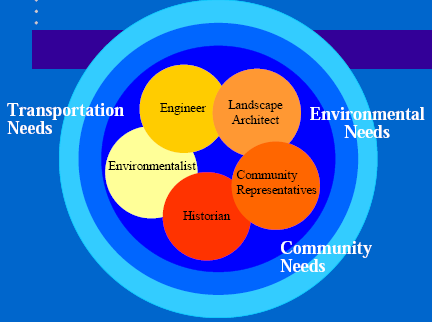 Transportation
Needs
Engineer
Landscape
Architect
Environmental
Needs
Environmentalist
Community
Representatives
Historian
Community
Needs